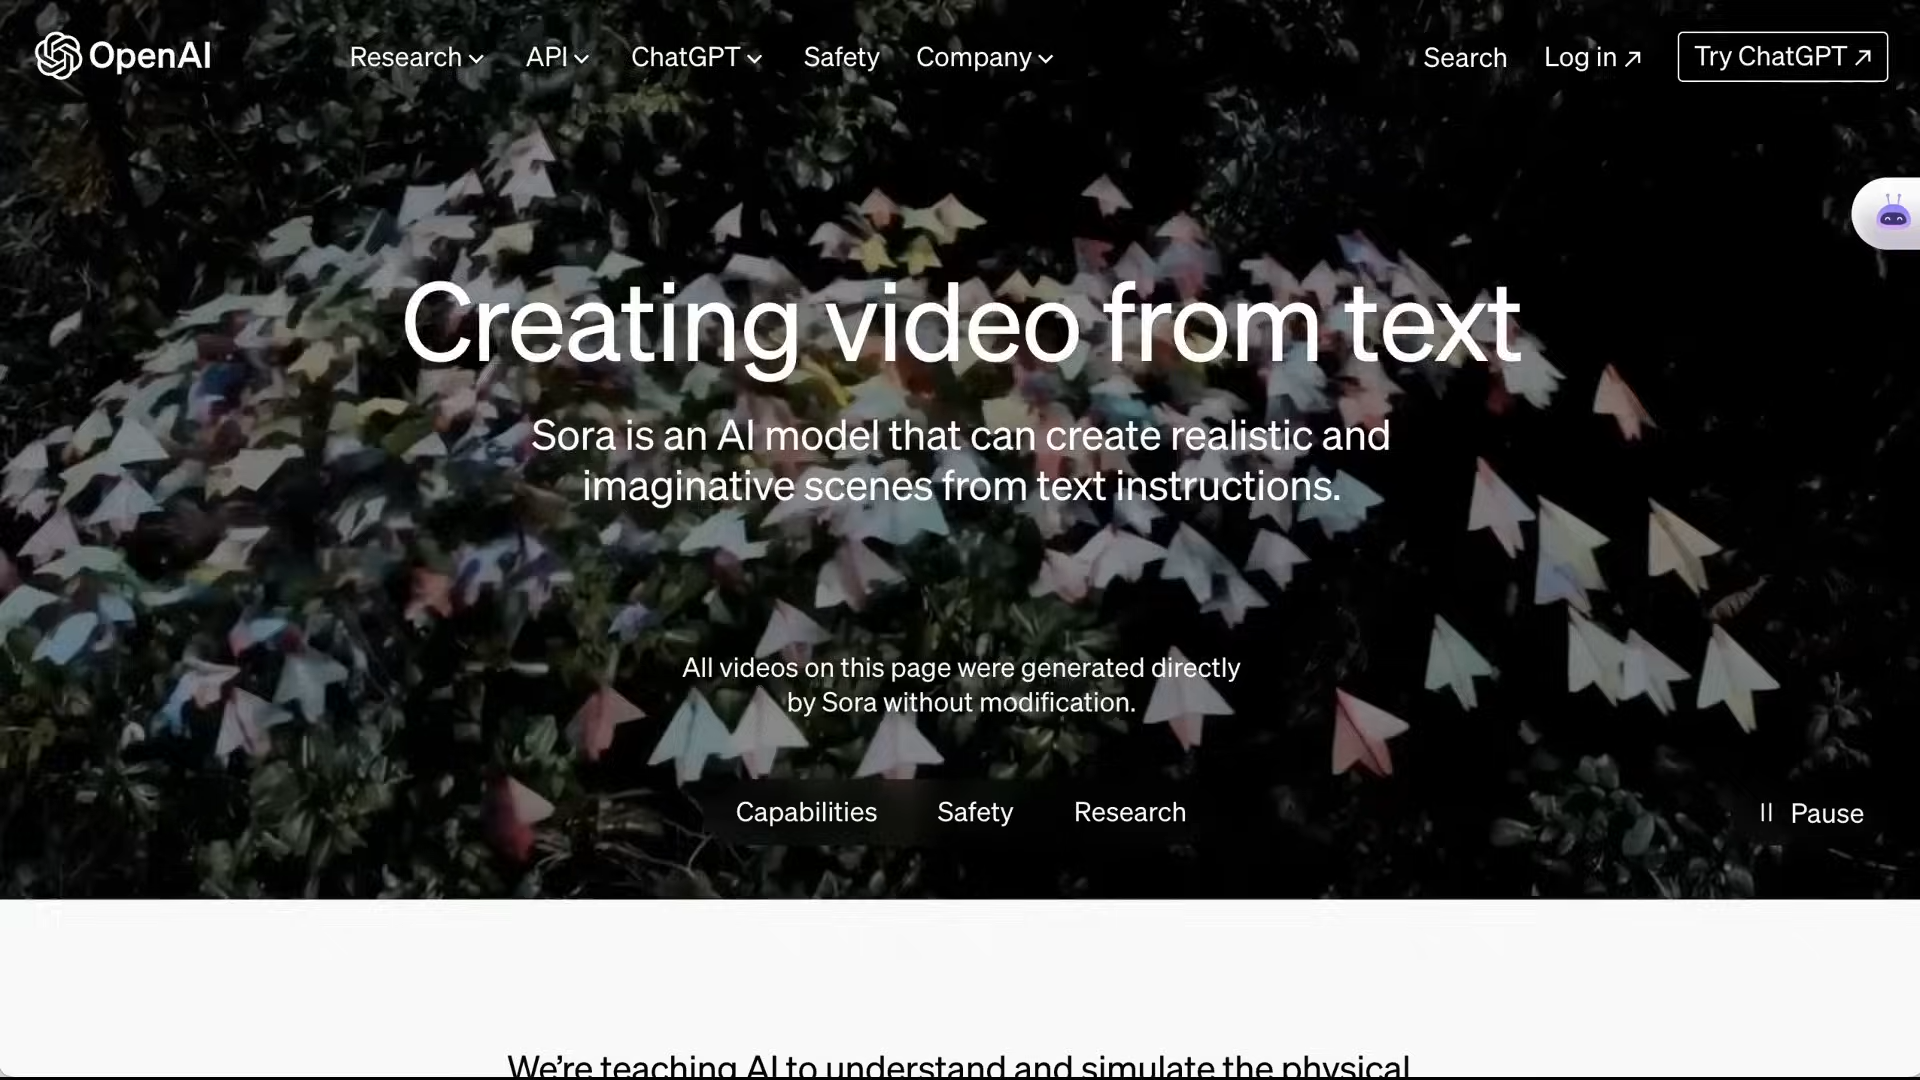 OpenAI
Research
API
ChatGPT
Safety
Company
Search
Log in ↗
Try ChatGPT ↗
Creating video from text
Sora is an AI model that can create realistic and
imaginative scenes from text instructions.
All videos on this page were generated directly
by Sora without modification.
Capabilities
Safety
Research
Pause
We’re teaching AI to understand and simulate the physical